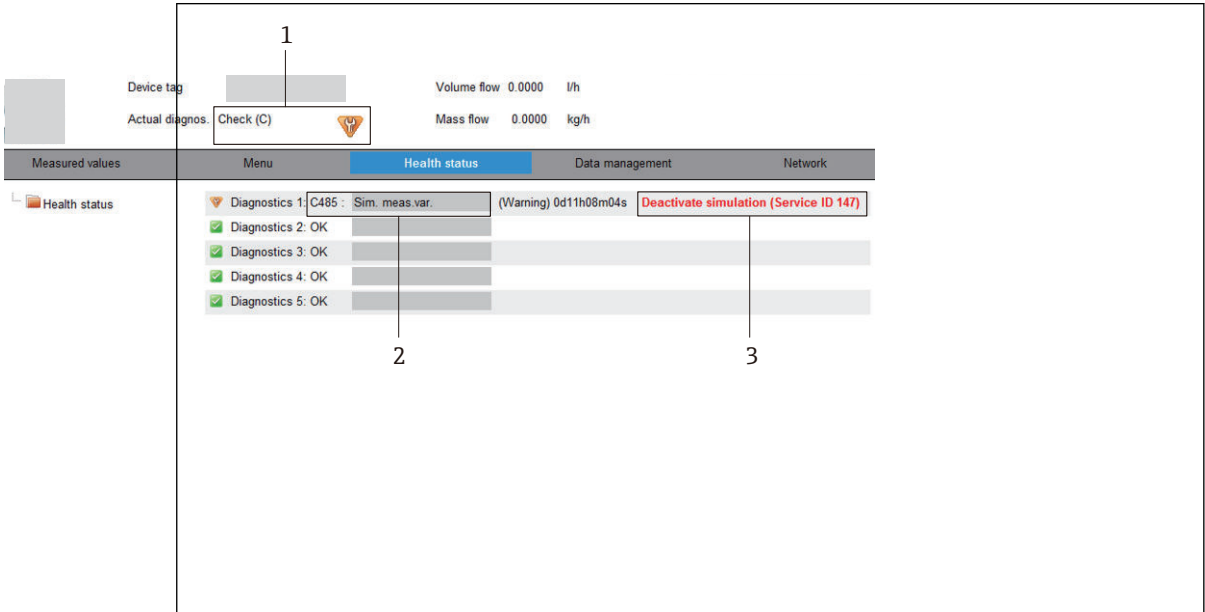 1
Device tag Volume flow 0.0000 l/h
Actual diagnos. Check (C) Mass flow 0.0000 kg/h
Measured values Menu Health status Data management Network
Health status
Diagnostics 1: C485 : Sim. meas.var. (Warning) 0d11h08m04s Deactivate simulation (Service ID 147)
Diagnostics 2: OK
Diagnostics 3: OK
Diagnostics 4: OK
Diagnostics 5: OK
2 3